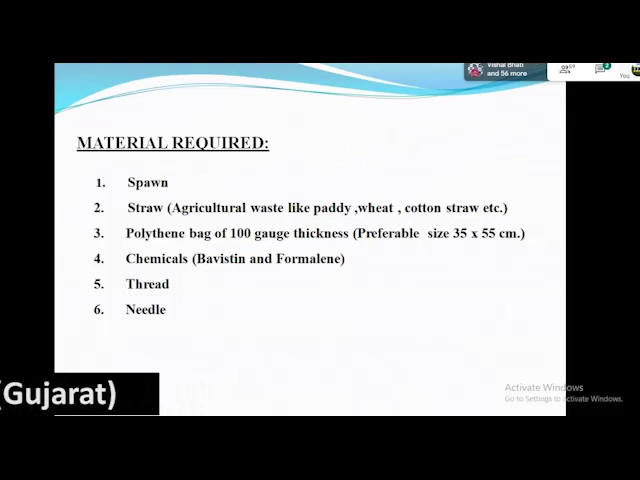 Vishal Bhati
and 56 more
You
MATERIAL REQUIRED:
1. Spawn
2. Straw (Agricultural waste like paddy ,wheat , cotton straw etc.)
3. Polythene bag of 100 gauge thickness (Preferable size 35 x 55 cm.)
4. Chemicals (Bavistin and Formalene)
5. Thread
6. Needle
(Gujarat)
Activate Windows
Go to Settings to activate Windows.